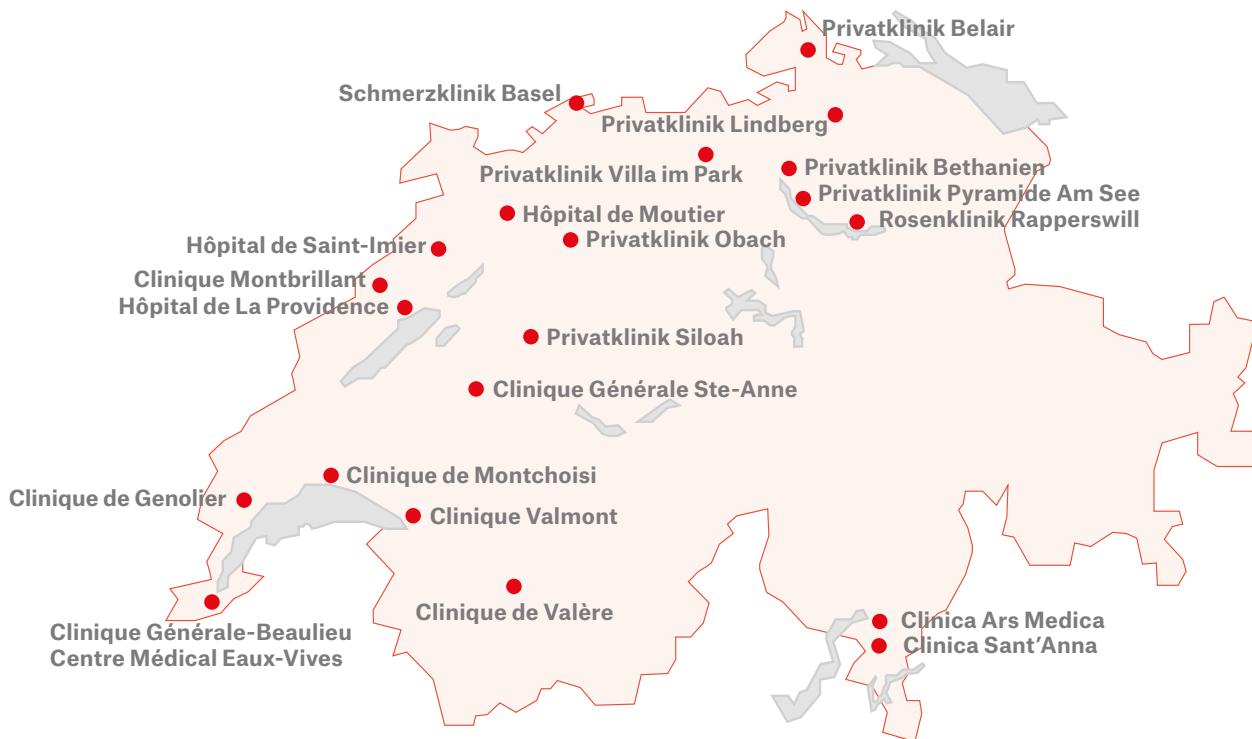 Privatklinik Belair
Schmerzklinik Basel
Privatklinik Lindberg
Privatklinik Villa im Park
Privatklinik Bethanien
Privatklinik Pyramide Am See
Rosenklinik Rapperswill
Hôpital de Moutier
Privatklinik Obach
Hôpital de Saint-Imier
Clinique Montbrillant
Hôpital de La Providence
Privatklinik Siloah
Clinique Générale Ste-Anne
Clinique de Montchoisi
Clinique de Genolier
Clinique Valmont
Clinique de Valère
Clinique Générale-Beaulieu
Centre Médical Eaux-Vives
Clinica Ars Medica
Clinica Sant’Anna